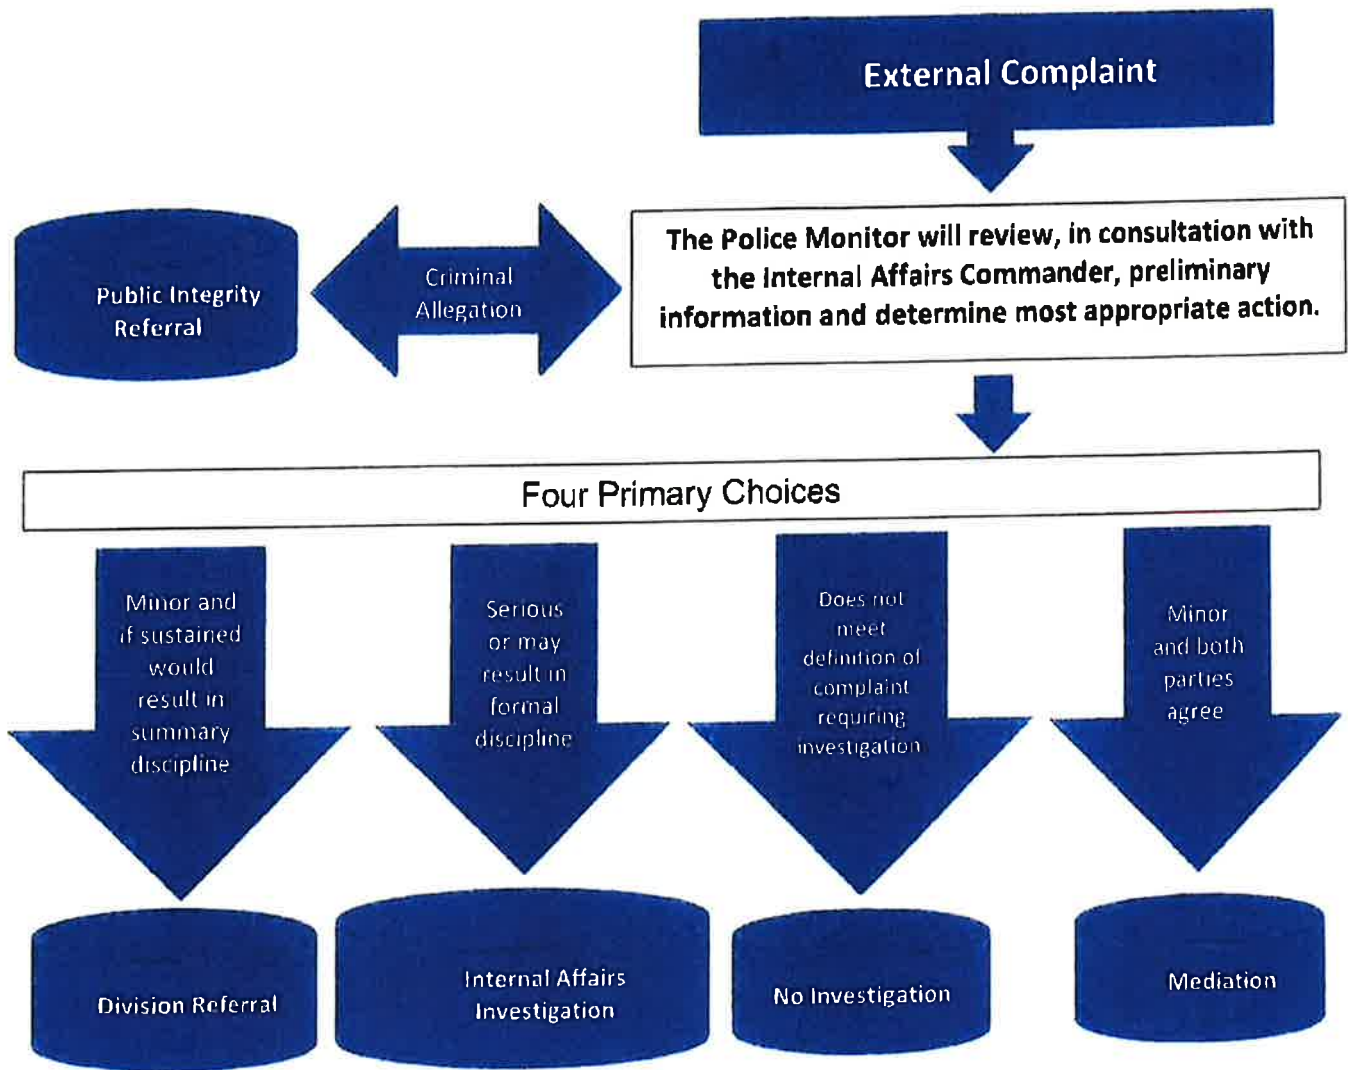 External Complaint
The Police Monitor will review, in consultation with
the Internal Affairs Commander, preliminary
information and determine most appropriate action.
Criminal
Allegation
Public Integrity
Referral
Four Primary Choices
Minor and
if sustained
would
result in
summary
discipline
Serious
or may
result in
formal
discipline
Does not
meet
definition of
complaint
requiring
investigation
Minor
and both
parties
agree
Division Referral
Internal Affairs
Investigation
No Investigation
Mediation